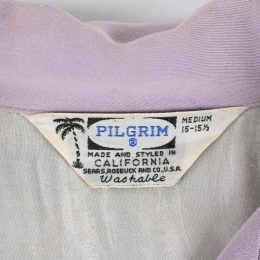 PILGRIM
MEDIUM
15-15½
MADE AND STYLED IN
CALIFORNIA
SEARS, ROEBUCK AND CO., U.S.A.
Washable